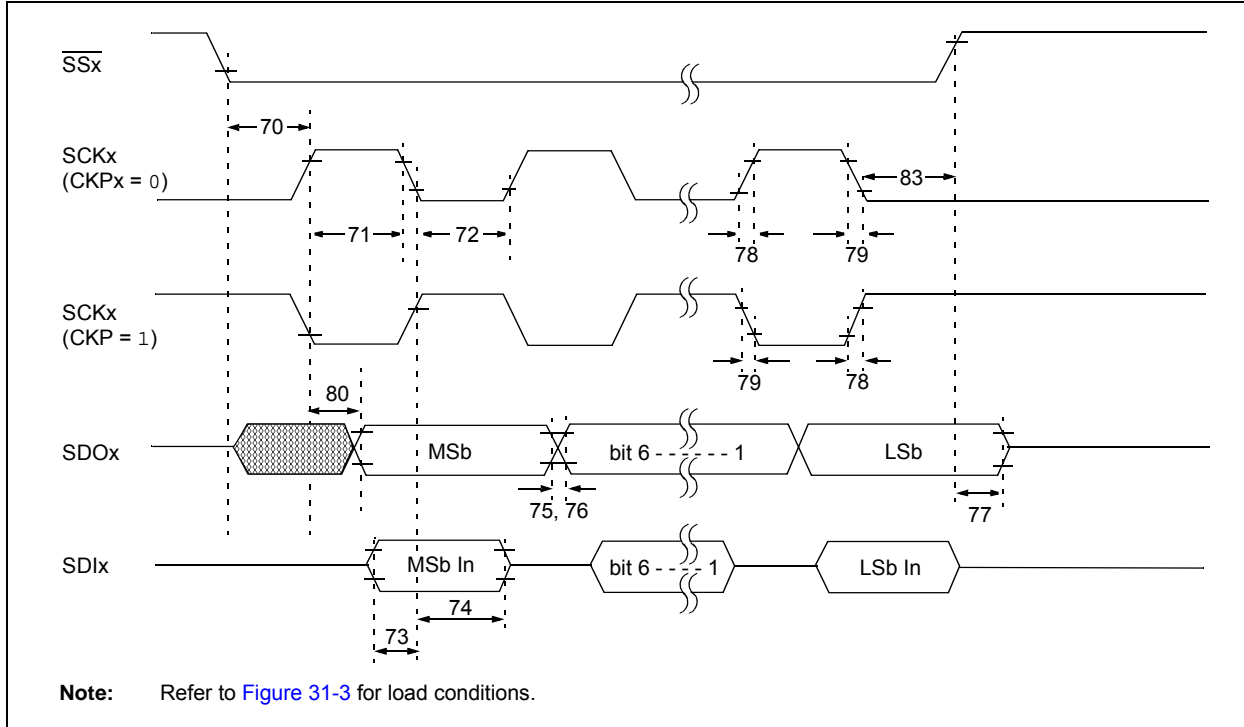 SSx
70
SCKx
(CKPx = 0)
83
71
72
78
79
SCKx
(CKP = 1)
79
78
80
SDOx
MSb
bit 6 - - - - - - 1
LSb
75, 76
77
SDIx
MSb In
bit 6 - - - - - 1
LSb In
74
73
Note: Refer to Figure 31-3 for load conditions.